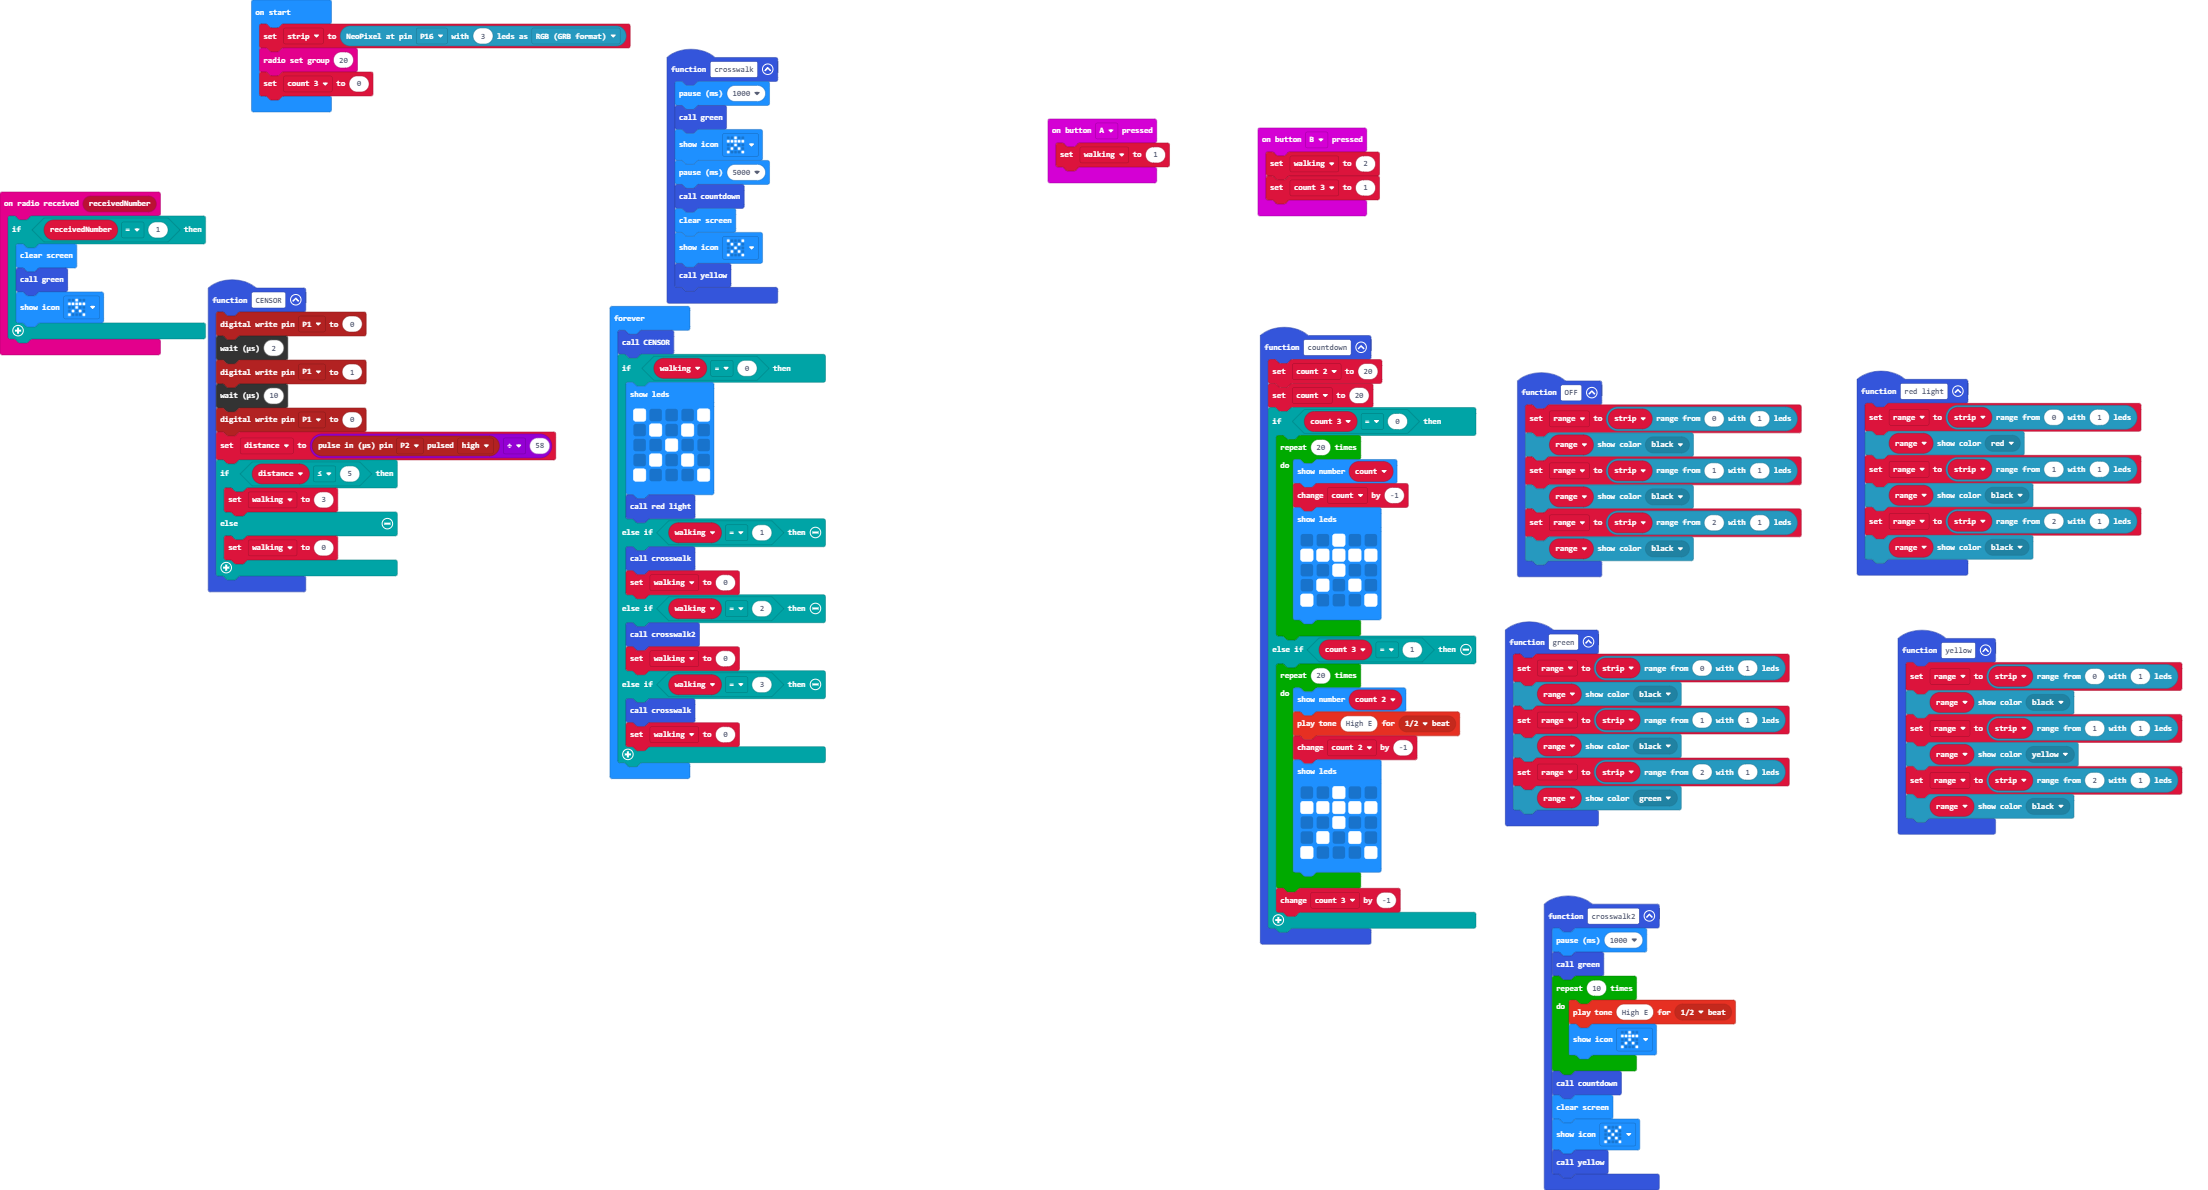 on start
set strip to NeoPixel at pin P16 with 3 leds as RGB (GRB format)
radio set group 20
set count 3 to 0
on radio received receivedNumber
if receivedNumber = 1 then
clear screen
call green
show icon
function CENSOR
digital write pin P1 to 0
wait (µs) 2
digital write pin P1 to 1
wait (µs) 10
digital write pin P1 to 0
set distance to pulse in (µs) pin P2 pulsed high ÷ 58
if distance ≤ 5 then
set walking to 3
else
set walking to 0
function crosswalk
pause (ms) 1000
call green
show icon
pause (ms) 5000
call countdown
clear screen
show icon
call yellow
forever
call CENSOR
if walking = 0 then
show leds
call red light
else if walking = 1 then
call crosswalk
set walking to 0
else if walking = 2 then
call crosswalk2
set walking to 0
else if walking = 3 then
call crosswalk
set walking to 0
on button A pressed
set walking to 1
on button B pressed
set walking to 2
set count 3 to 1
function countdown
set count 2 to 20
set count to 20
if count 3 = 0 then
repeat 20 times
do
show number count
change count by -1
show leds
else if count 3 = 1 then
repeat 20 times
do
show number count 2
play tone High E for 1/2 beat
change count 2 by -1
show leds
change count 3 by -1
function OFF
set range to strip range from 0 with 1 leds
range show color black
set range to strip range from 1 with 1 leds
range show color black
set range to strip range from 2 with 1 leds
range show color black
function red light
set range to strip range from 0 with 1 leds
range show color red
set range to strip range from 1 with 1 leds
range show color black
set range to strip range from 2 with 1 leds
range show color black
function green
set range to strip range from 0 with 1 leds
range show color black
set range to strip range from 1 with 1 leds
range show color black
set range to strip range from 2 with 1 leds
range show color green
function yellow
set range to strip range from 0 with 1 leds
range show color black
set range to strip range from 1 with 1 leds
range show color yellow
set range to strip range from 2 with 1 leds
range show color black
function crosswalk2
pause (ms) 1000
call green
repeat 10 times
do
play tone High E for 1/2 beat
show icon
call countdown
clear screen
show icon
call yellow